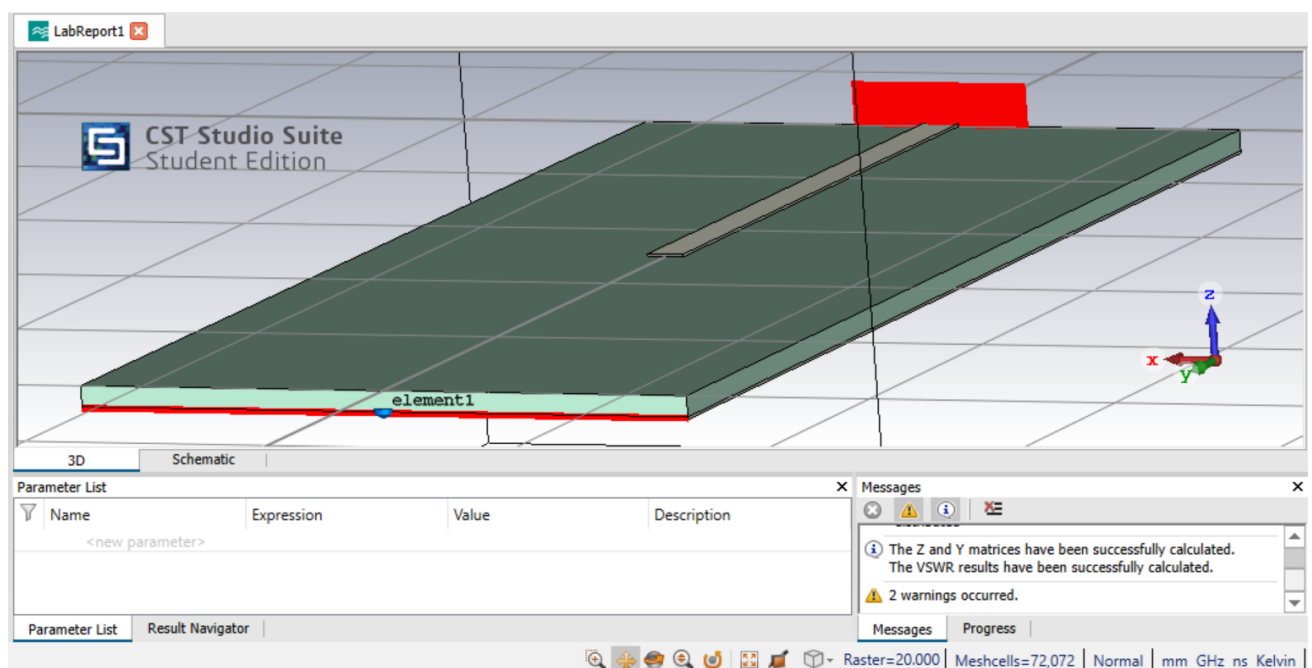 LabReport1
CST Studio Suite
Student Edition
element1
z
x
y
3D
Schematic
Parameter List
Name
Expression
Value
Description
<new parameter>
Parameter List
Result Navigator
Messages
The Z and Y matrices have been successfully calculated.
The VSWR results have been successfully calculated.
2 warnings occurred.
Messages
Progress
Raster=20.000 Meshcells=72,072 Normal mm GHz ns Kelvin